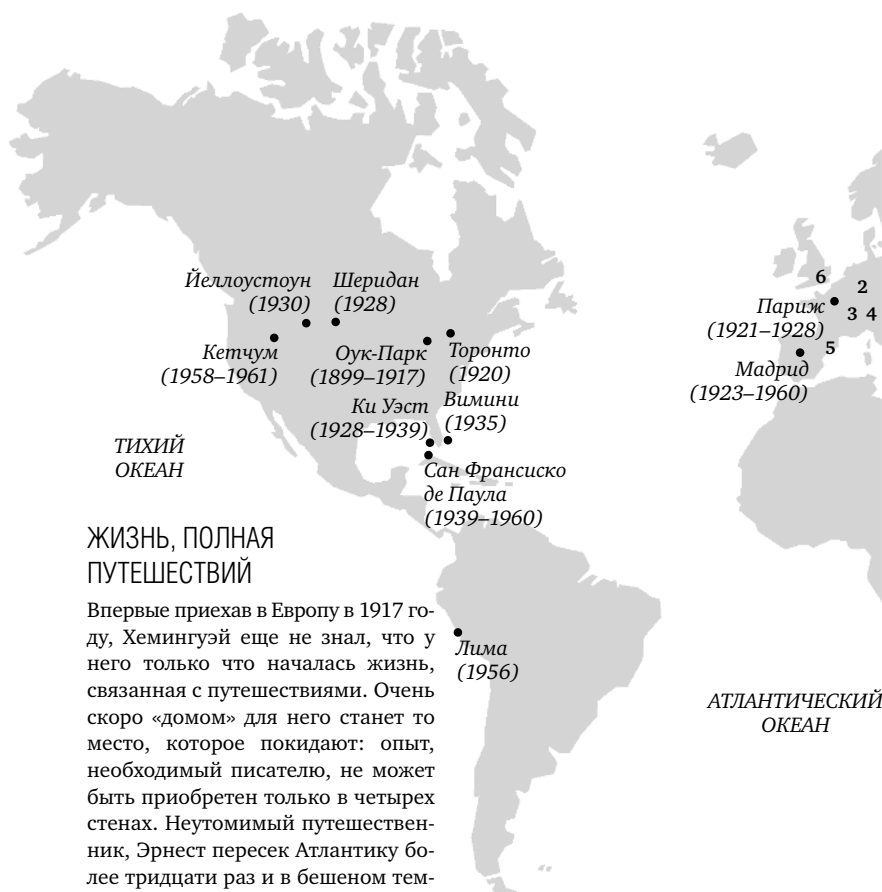 Йеллоустоун
(1930)
Шеридан
(1928)
Кетчум
(1958–1961)
Оук-Парк
(1899–1917)
Торонто
(1920)
Ки Уэст
(1928–1939)
Вимини
(1935)
Сан Франсиско
де Паула
(1939–1960)
6
2
Париж
(1921–1928)
3 4
5
Мадрид
(1923–1960)
ТИХИЙ
ОКЕАН
Лима
(1956)
АТЛАНТИЧЕСКИЙ
ОКЕАН
ЖИЗНЬ, ПОЛНАЯ
ПУТЕШЕСТВИЙ
Впервые приехав в Европу в 1917 го-
ду, Хемингуэй еще не знал, что у
него только что началась жизнь,
связанная с путешествиями. Очень
скоро «домом» для него станет то
место, которое покидают: опыт,
необходимый писателю, не может
быть приобретен только в четырех
стенах. Неутомимый путешествен-
ник, Эрнест пересек Атлантику бо-
лее тридцати раз и в бешеном тем-